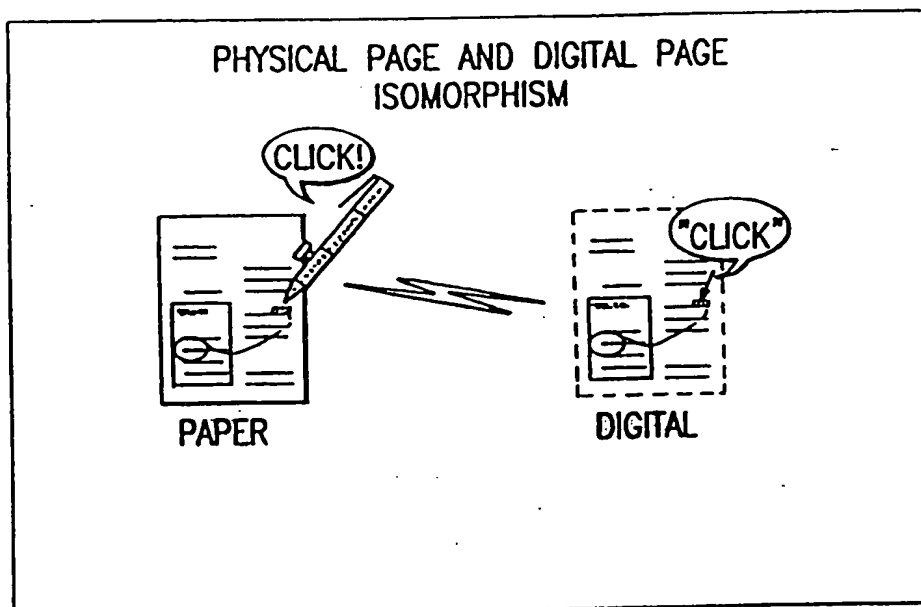 PHYSICAL PAGE AND DIGITAL PAGE
ISOMORPHISM
CLICK!
"CLICK"
PAPER
DIGITAL